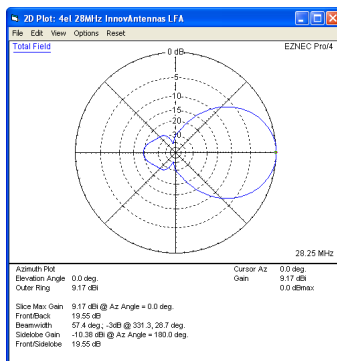 2D Plot: 4el 28MHz InnovAntennas LFA
File Edit View Options Reset
Total Field
EZNEC Pro/4
0 dB
-5
-10
-15
-20
-30
28.25 MHz
Azimuth Plot
Elevation Angle 0.0 deg.
Outer Ring 9.17 dBi
Cursor Az 0.0 deg.
Gain 9.17 dBi
0.0 dBmax
Slice Max Gain 9.17 dBi @ Az Angle = 0.0 deg.
Front/Back 19.55 dB
Beamwidth 57.4 deg.; -3dB @ 331.3, 28.7 deg.
Sidelobe Gain -10.38 dBi @ Az Angle = 180.0 deg.
Front/Sidelobe 19.55 dB